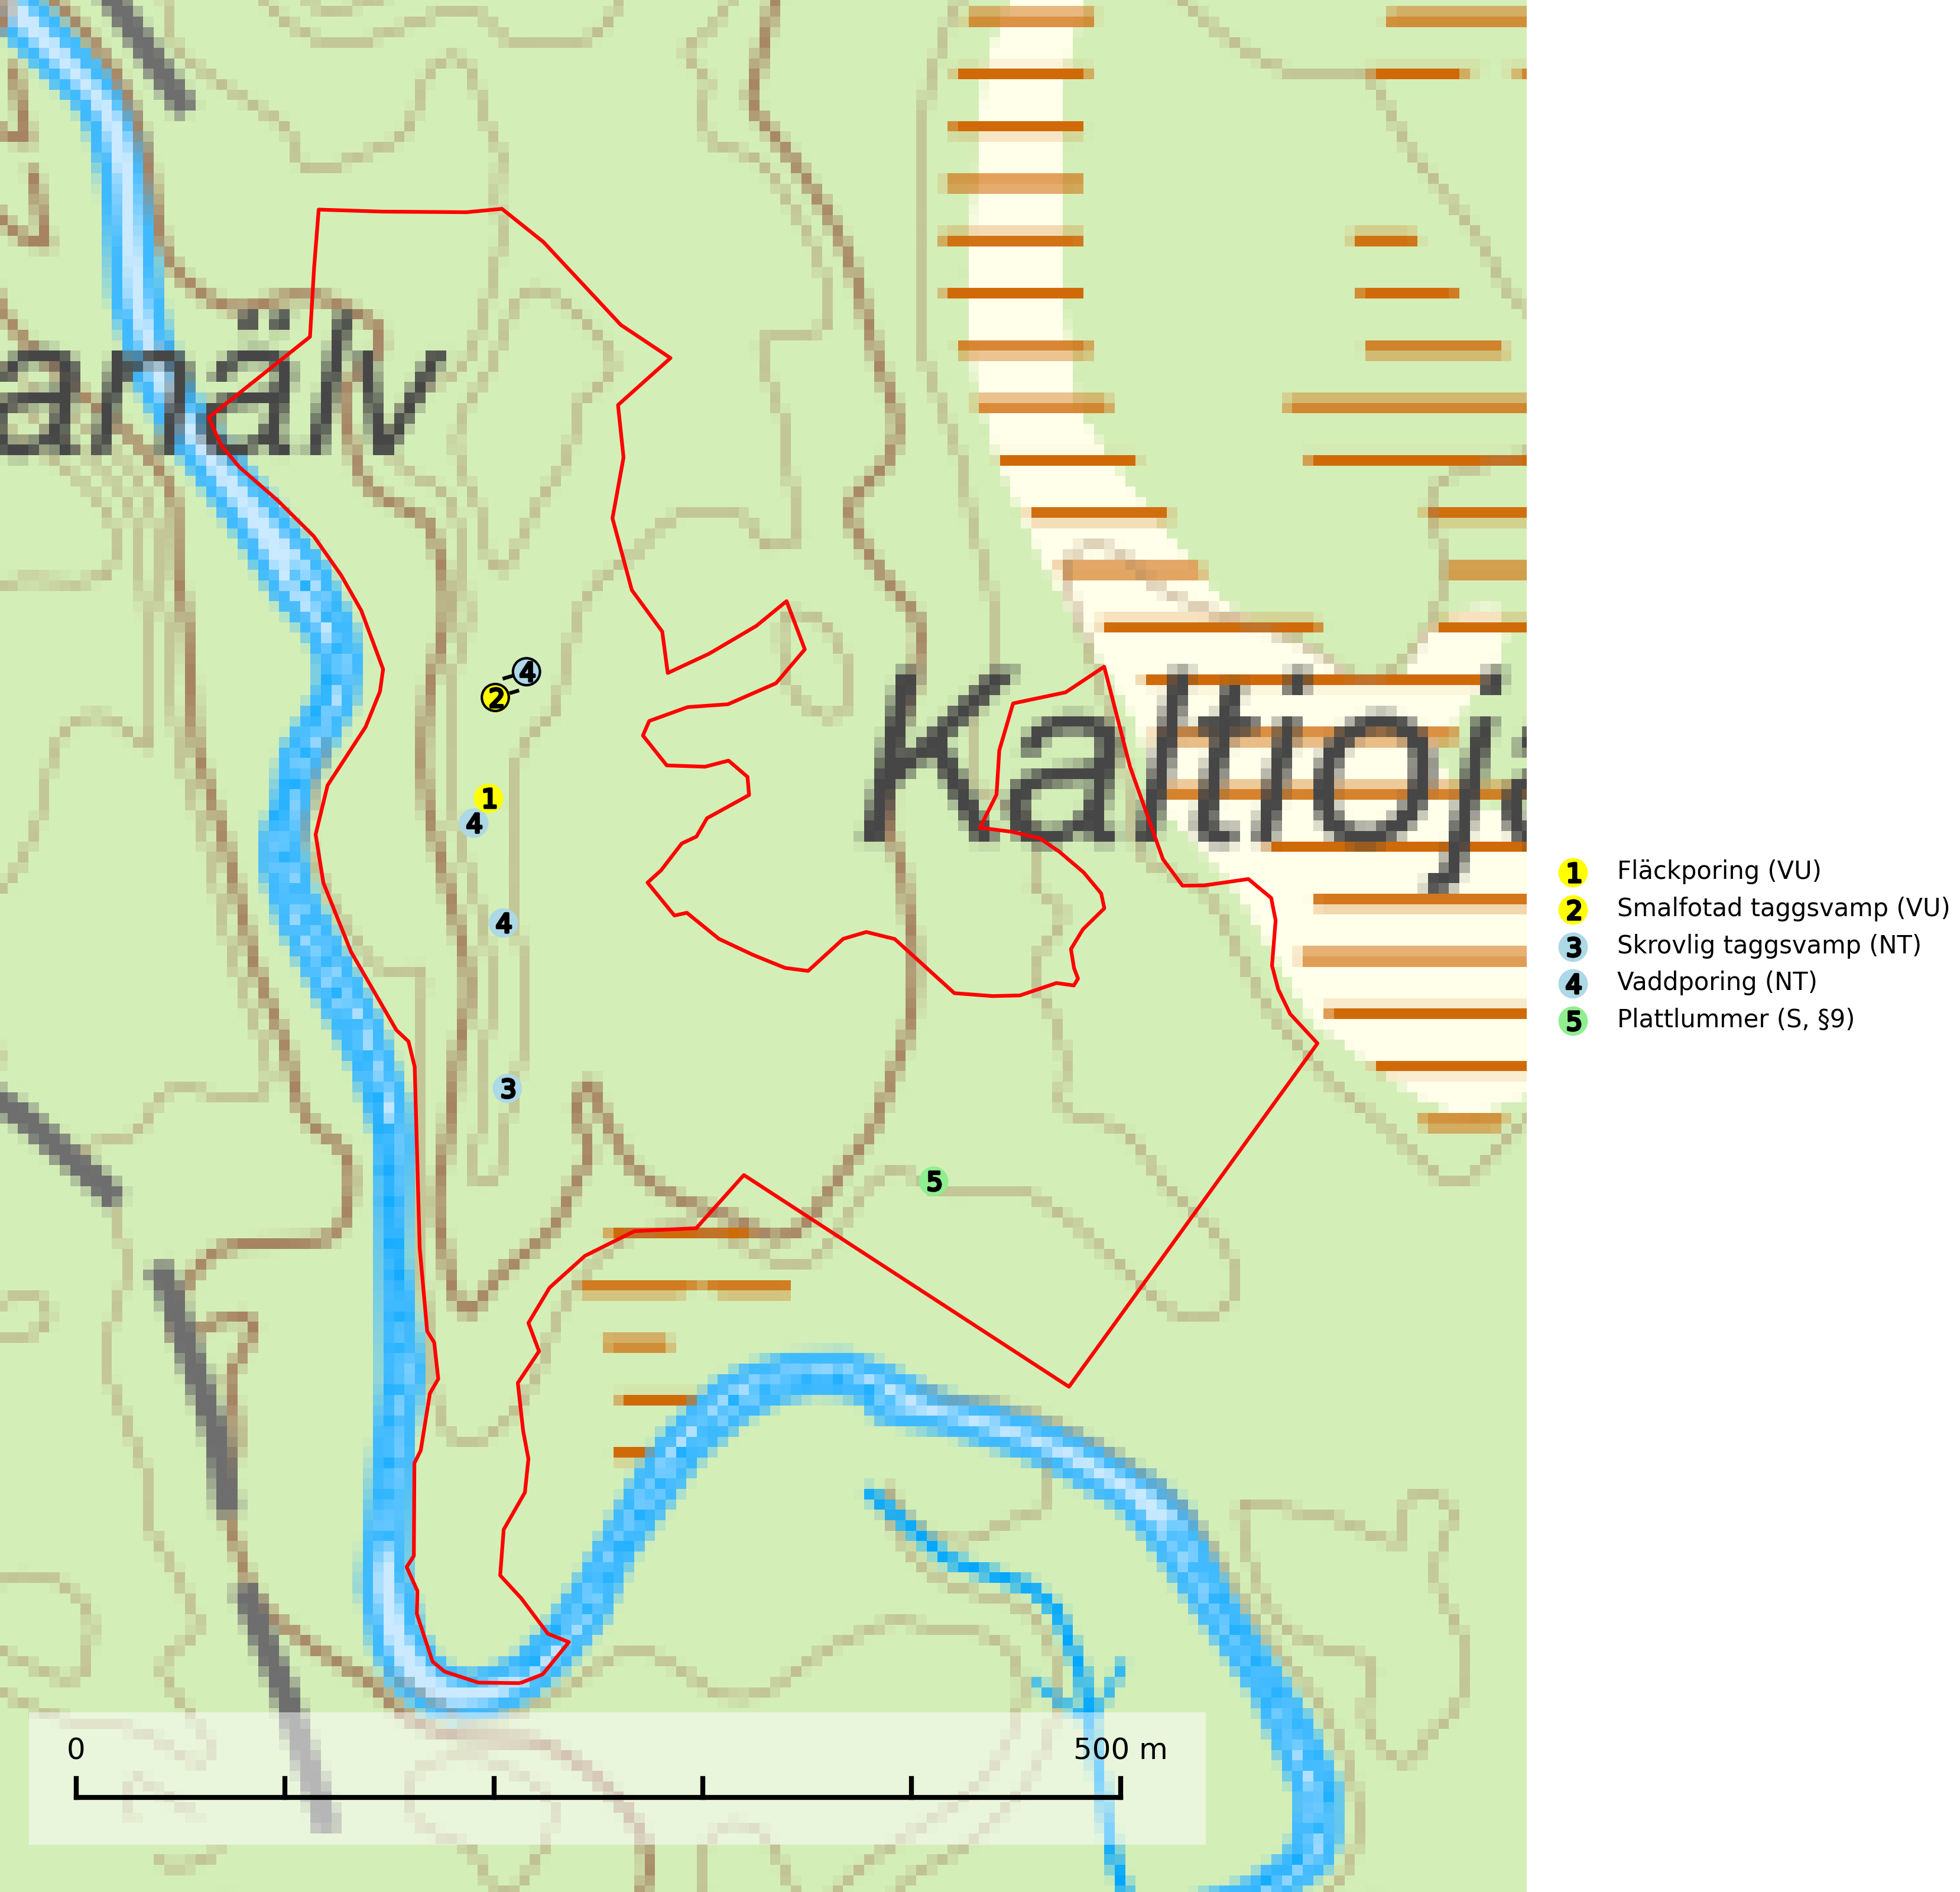 anäv
Kaltioj
4
2
1
4
4
3
5
1 Fläckporing (VU)
2 Smalfotad taggsvamp (VU)
3 Skrovlig taggsvamp (NT)
4 Vaddporing (NT)
5 Plattlummer (S, §9)
0 500 m